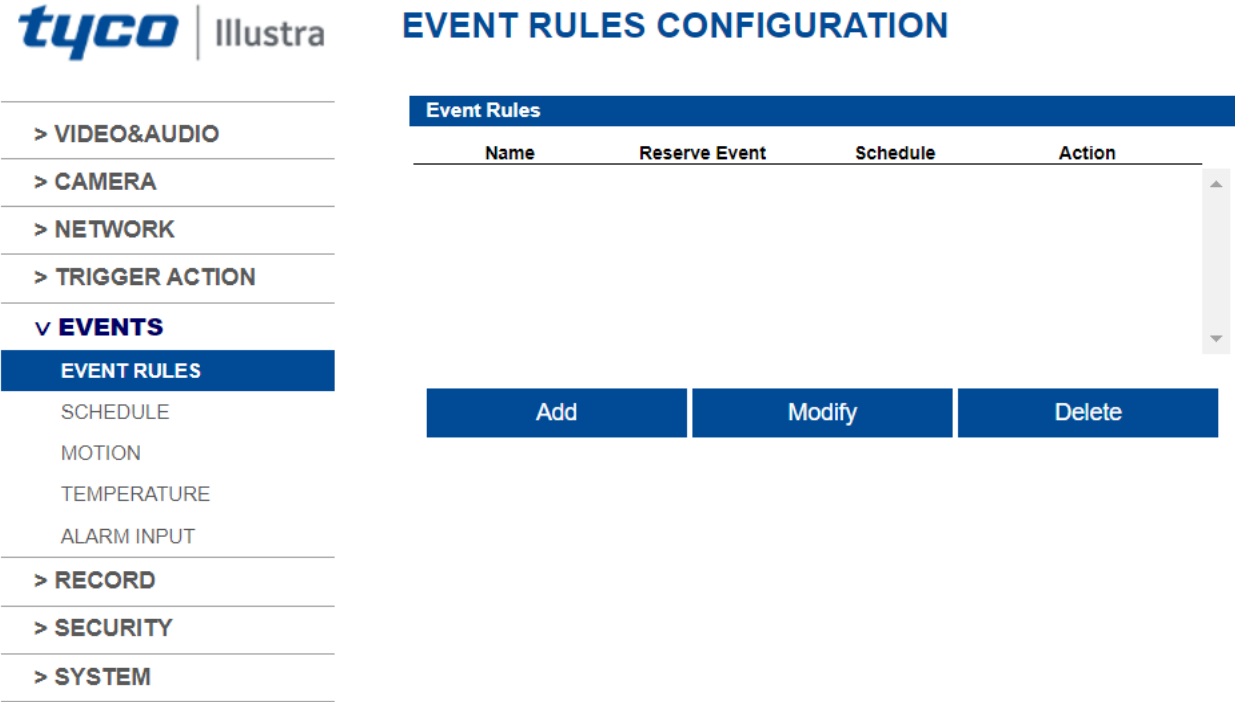 tyco | Illustra
EVENT RULES CONFIGURATION
> VIDEO&AUDIO
> CAMERA
> NETWORK
> TRIGGER ACTION
v EVENTS
EVENT RULES
SCHEDULE
MOTION
TEMPERATURE
ALARM INPUT
> RECORD
> SECURITY
> SYSTEM
Event Rules
Name Reserve Event Schedule Action
Add Modify Delete